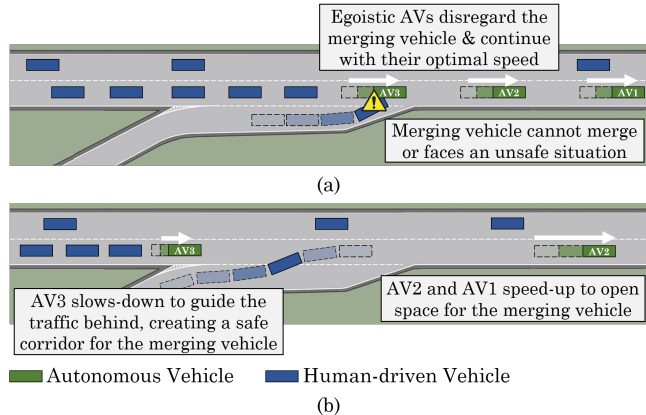 Egoistic AVs disregard the
merging vehicle & continue
with their optimal speed
AV3
AV2
AV1
!
Merging vehicle cannot merge
or faces an unsafe situation
(a)
AV3
AV2
AV3 slows-down to guide the
traffic behind, creating a safe
corridor for the merging vehicle
AV2 and AV1 speed-up to open
space for the merging vehicle
Autonomous Vehicle
Human-driven Vehicle
(b)